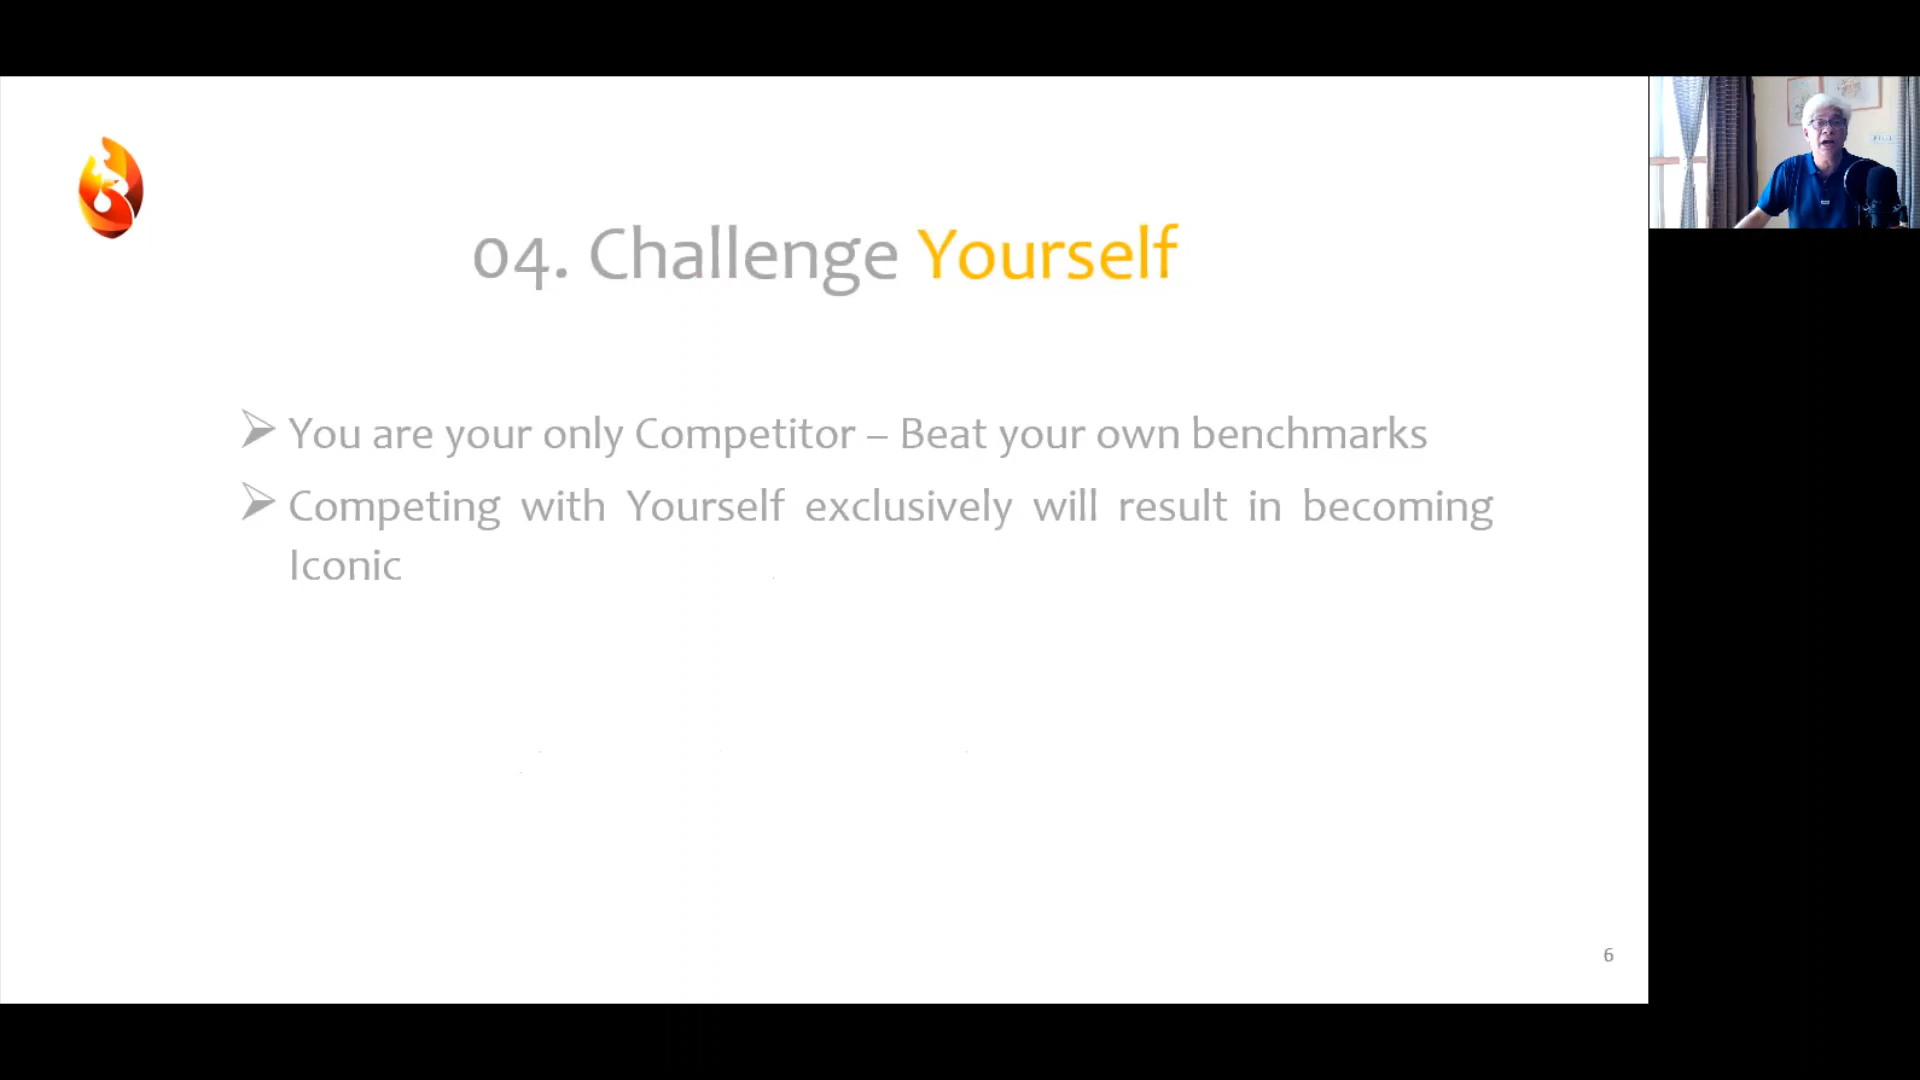 04. Challenge Yourself
You are your only Competitor – Beat your own benchmarks
Competing with Yourself exclusively will result in becoming
Iconic
6